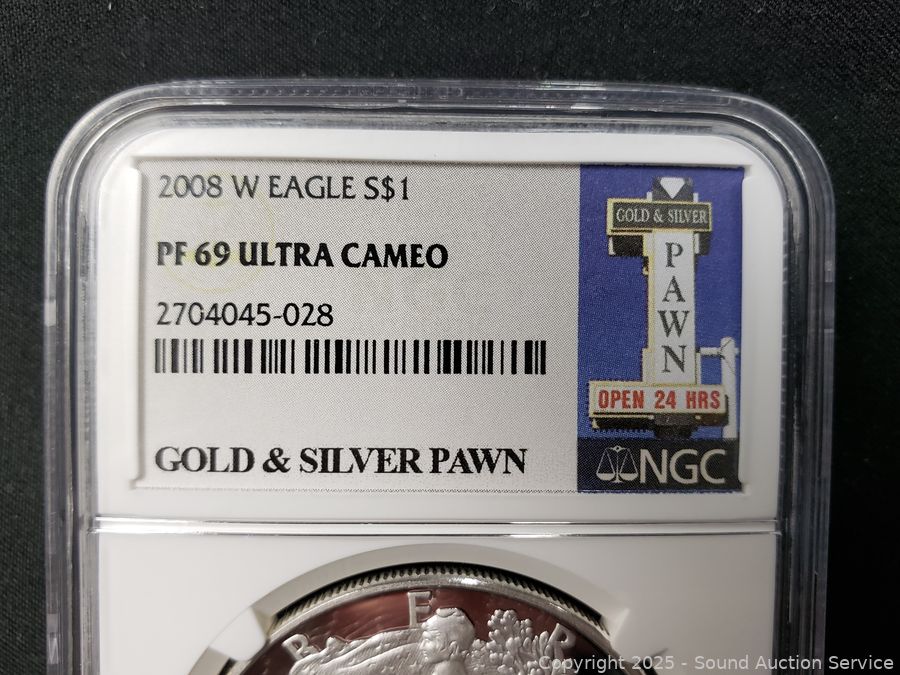 2008 W EAGLE S$1
PF 69 ULTRA CAMEO
2704045-028
GOLD & SILVER PAWN
GOLD & SILVER
PAWN
OPEN 24 HRS
NGC
B E R
Copyright 2025 - Sound Auction Service